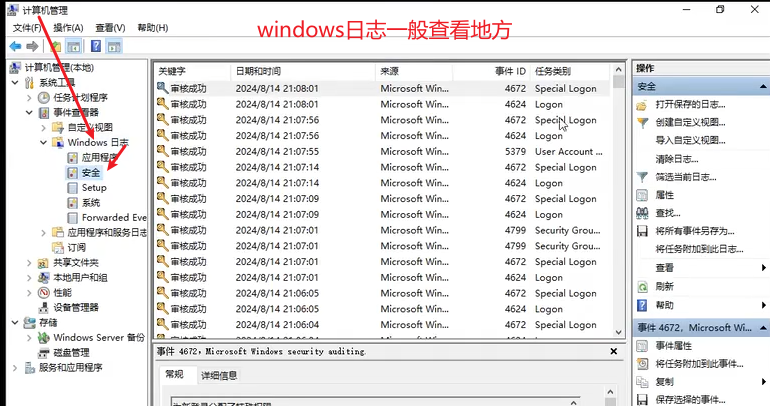 计算机管理
文件(F) 操作(A) 查看(V) 帮助(H)
windows日志一般查看地方
计算机管理(本地)
系统工具
任务计划程序
事件查看器
自定义视图
Windows 日志
应用程序
安全
Setup
系统
Forwarded Eve
应用程序和服务日志
订阅
共享文件夹
本地用户和组
性能
设备管理器
存储
Windows Server 备份
磁盘管理
服务和应用程序
关键字 日期和时间 来源 事件 ID 任务类别
审核成功 2024/8/14 21:08:01 Microsoft Win... 4672 Special Logon
审核成功 2024/8/14 21:08:01 Microsoft Win... 4624 Logon
审核成功 2024/8/14 21:07:56 Microsoft Win... 4672 Special Logon
审核成功 2024/8/14 21:07:56 Microsoft Win... 4624 Logon
审核成功 2024/8/14 21:07:55 Microsoft Win... 5379 User Account ...
审核成功 2024/8/14 21:07:14 Microsoft Win... 4672 Special Logon
审核成功 2024/8/14 21:07:14 Microsoft Win... 4624 Logon
审核成功 2024/8/14 21:07:09 Microsoft Win... 4672 Special Logon
审核成功 2024/8/14 21:07:09 Microsoft Win... 4624 Logon
审核成功 2024/8/14 21:07:01 Microsoft Win... 4799 Security Grou...
审核成功 2024/8/14 21:07:01 Microsoft Win... 4799 Security Grou...
审核成功 2024/8/14 21:07:01 Microsoft Win... 4672 Special Logon
审核成功 2024/8/14 21:07:01 Microsoft Win... 4624 Logon
审核成功 2024/8/14 21:06:05 Microsoft Win... 4672 Special Logon
审核成功 2024/8/14 21:06:05 Microsoft Win... 4624 Logon
审核成功 2024/8/14 21:06:04 Microsoft Win... 4672 Special Logon
事件 4672，Microsoft Windows security auditing.
常规 详细信息
操作
安全
打开保存的日志...
创建自定义视图...
导入自定义视图...
清除日志...
筛选当前日志...
属性
查找...
将所有事件另存为...
将任务附加到此日志...
查看
刷新
帮助
事件 4672，Microsoft Wi...
事件属性
将任务附加到此事件...
复制
保存选择的事件...